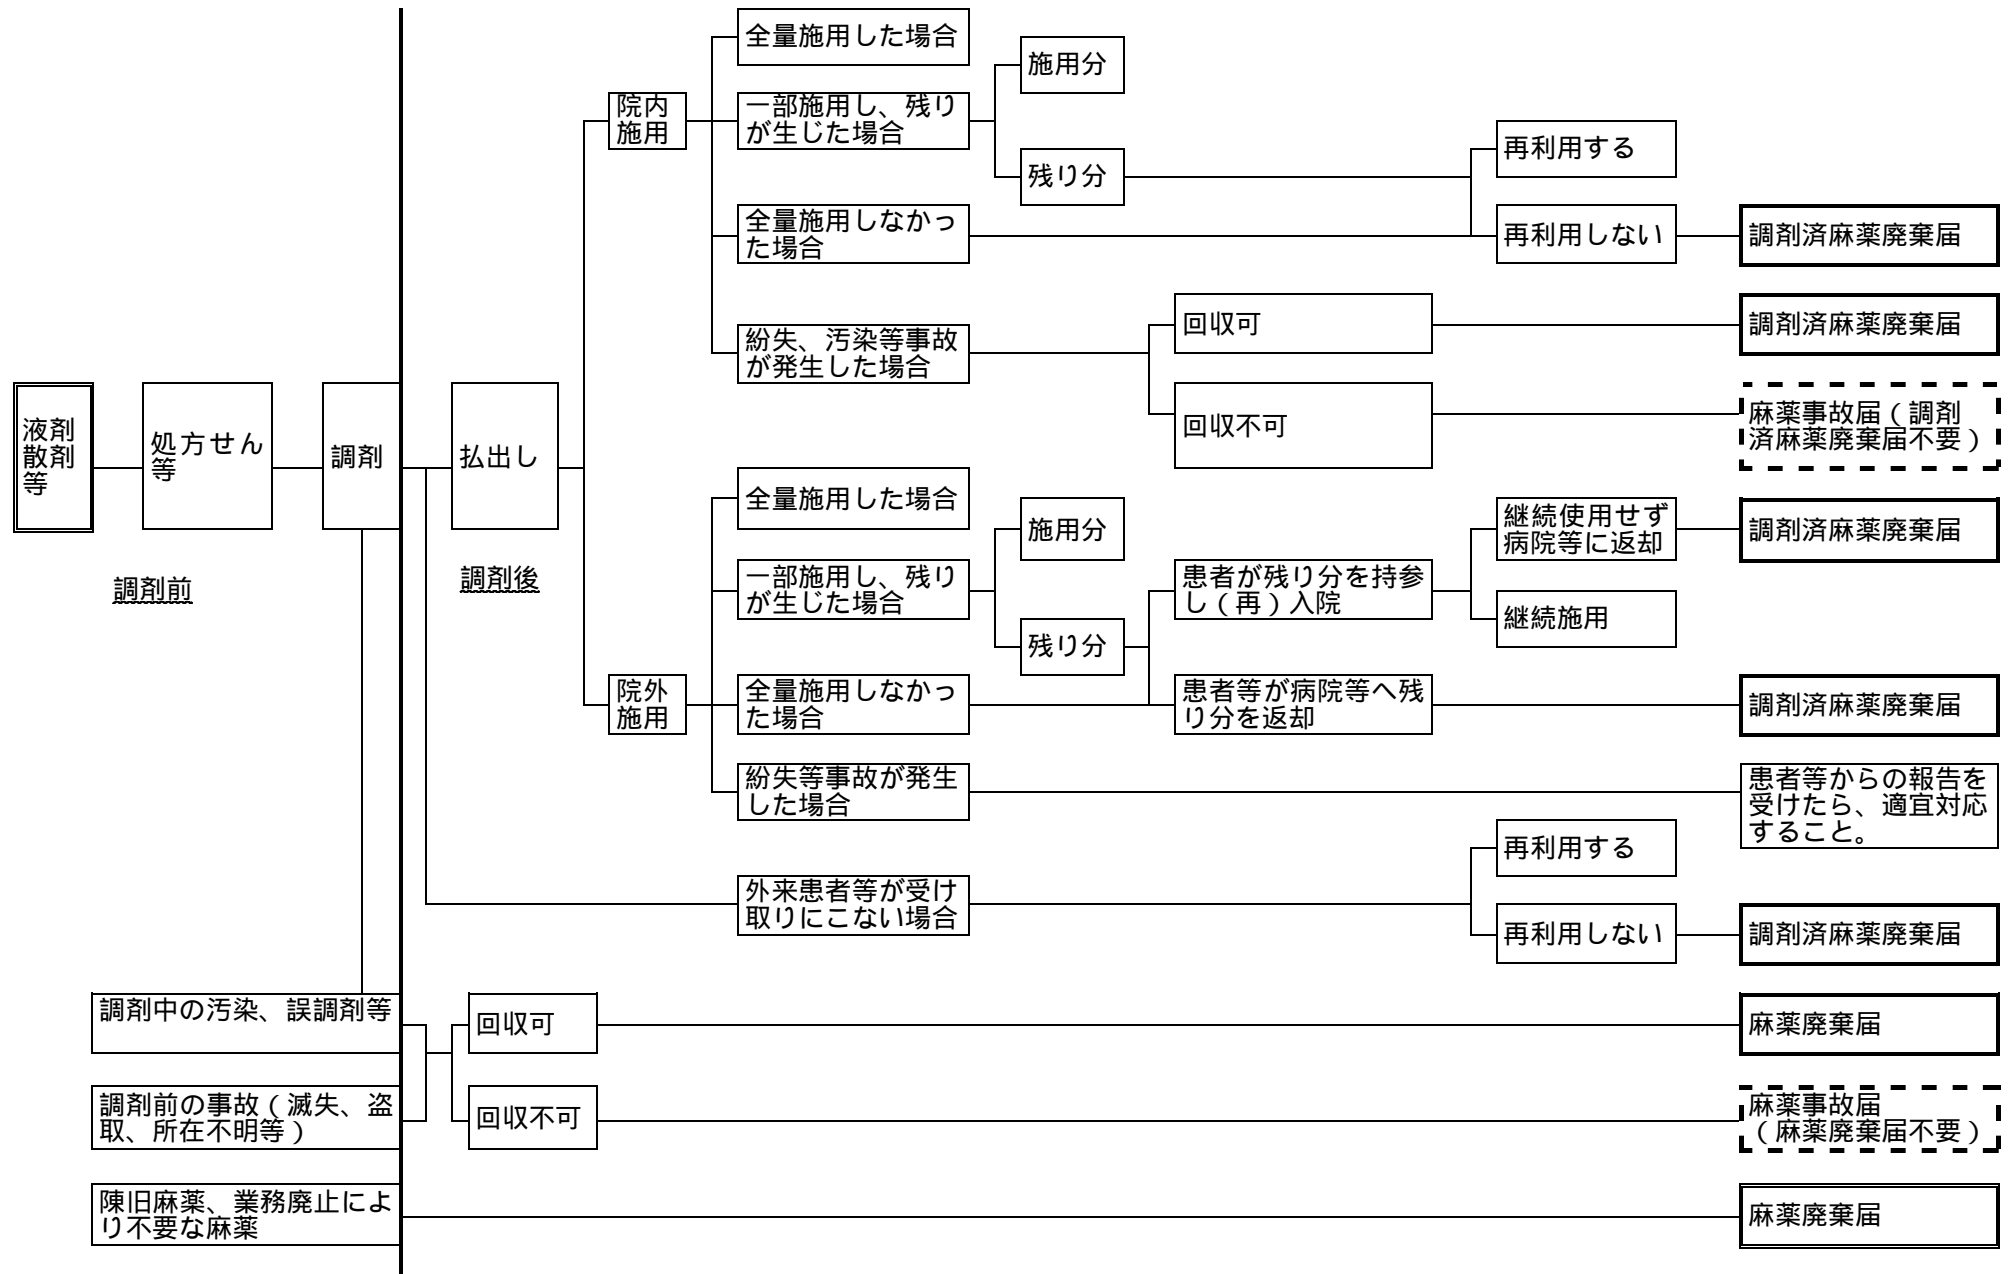 全量施用した場合
施用分
院内
施用
一部施用し、残り
が生じた場合
再利用する
残り分
全量施用しなかっ
た場合
再利用しない
調剤済麻薬廃棄届
紛失、汚染等事故
が発生した場合
回収可
調剤済麻薬廃棄届
回収不可
麻薬事故届（調剤
済麻薬廃棄届不要）
液剤
散剤
等
処方せん
等
調剤
払出し
調剤前
調剤後
全量施用した場合
施用分
継続使用せず
病院等に返却
調剤済麻薬廃棄届
一部施用し、残り
が生じた場合
患者が残り分を持参
し（再）入院
継続施用
残り分
院外
施用
全量施用しなかっ
た場合
患者等が病院等へ残
り分を返却
調剤済麻薬廃棄届
紛失等事故が発生
した場合
患者等からの報告を
受けたら、適宜対応
すること。
再利用する
外来患者等が受け
取りにこない場合
再利用しない
調剤済麻薬廃棄届
調剤中の汚染、誤調剤等
回収可
麻薬廃棄届
調剤前の事故（滅失、盗
取、所在不明等）
回収不可
麻薬事故届
（麻薬廃棄届不要）
陳旧麻薬、業務廃止によ
り不要な麻薬
麻薬廃棄届